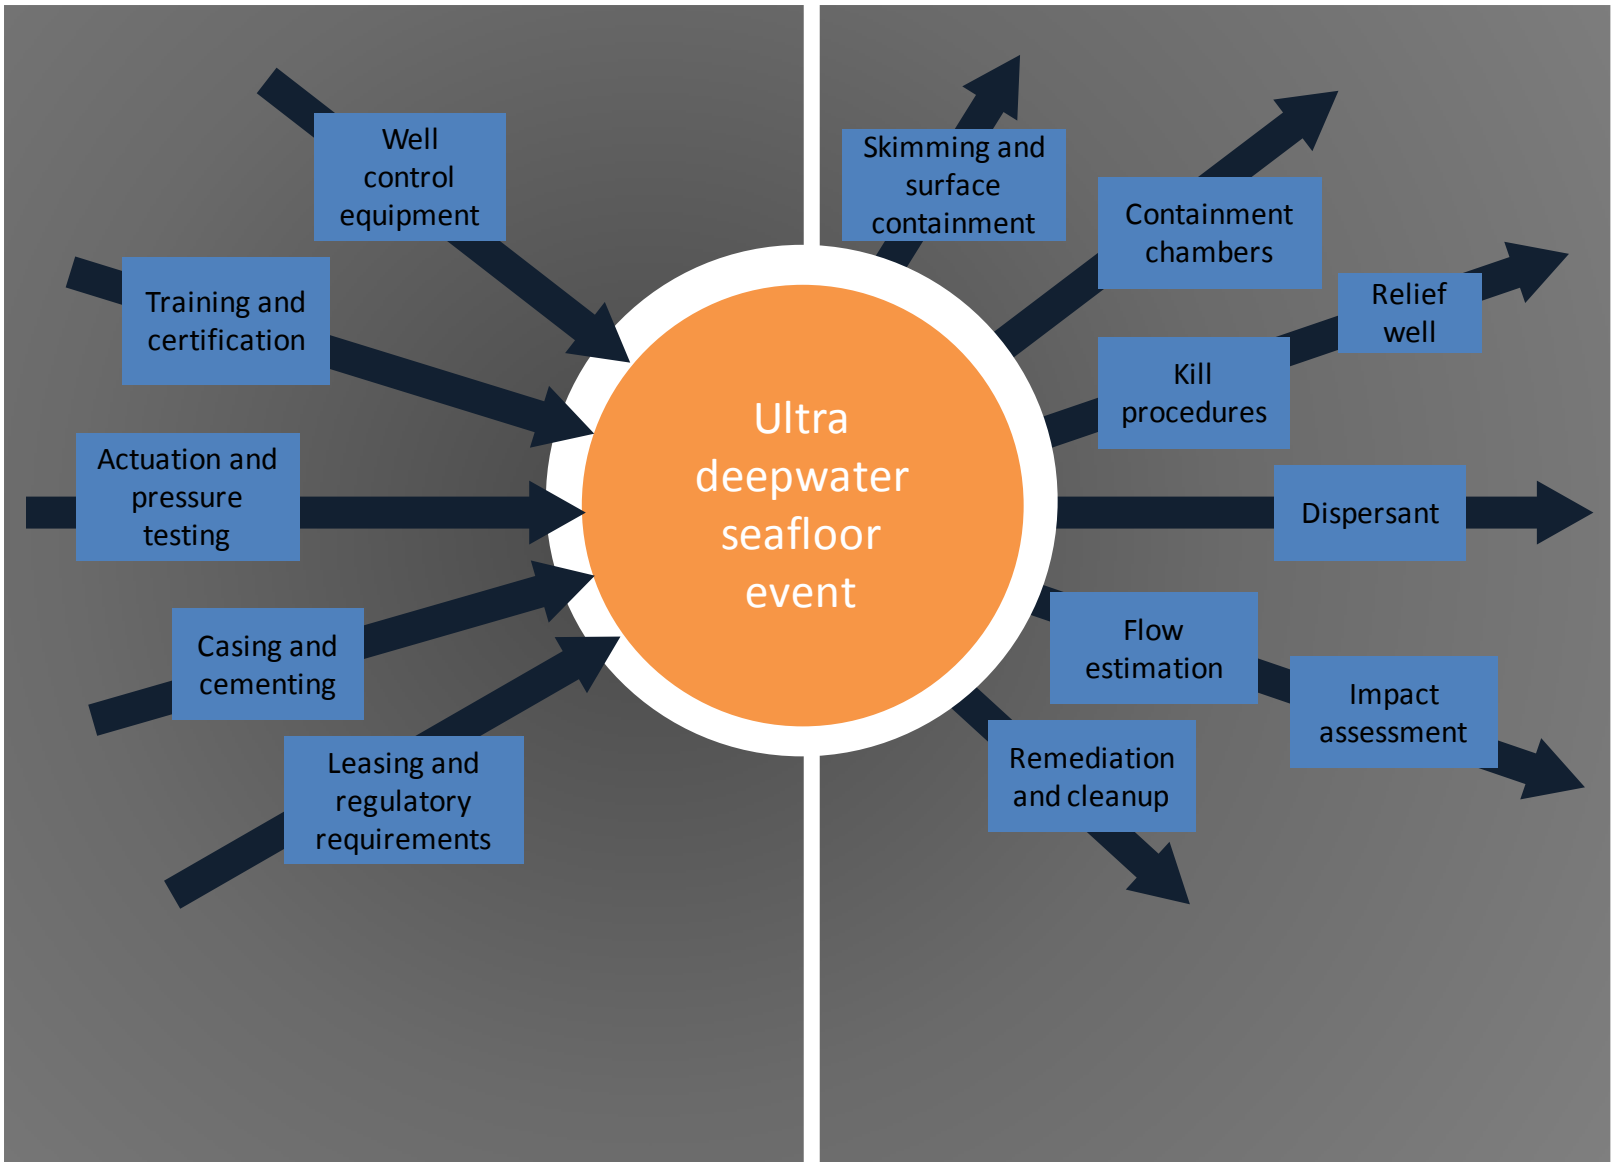 Well
control
equipment
Training and
certification
Actuation and
pressure
testing
Casing and
cementing
Leasing and
regulatory
requirements
Ultra
deepwater
seafloor
event
Skimming and
surface
containment
Containment
chambers
Relief
well
Kill
procedures
Dispersant
Flow
estimation
Impact
assessment
Remediation
and cleanup